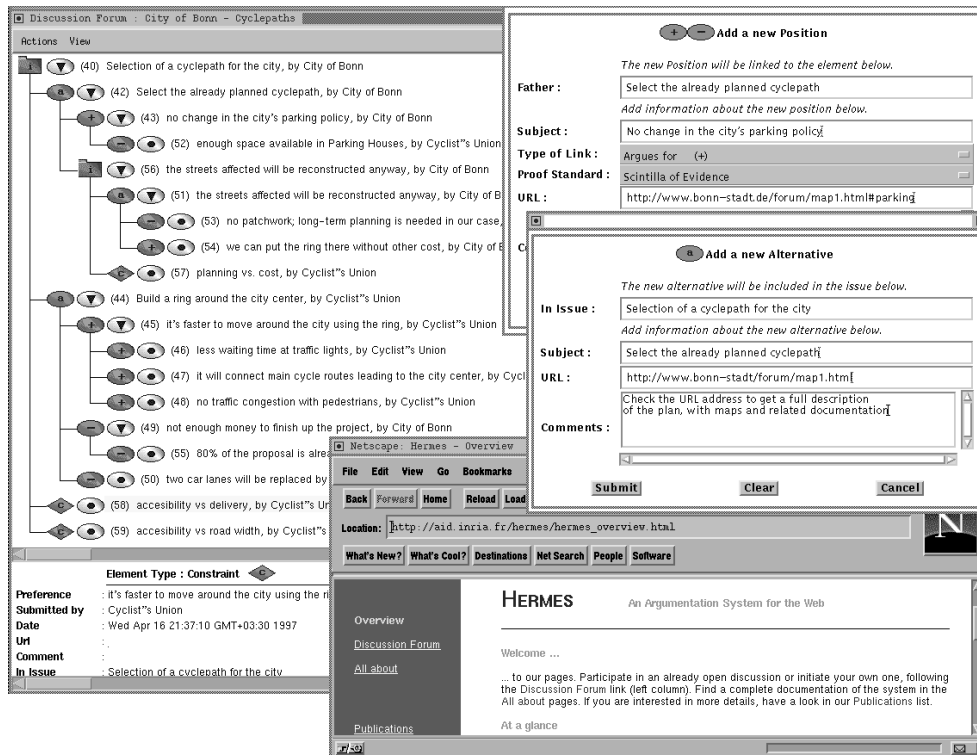 Discussion Forum : City of Bonn - Cyclepaths
Actions View
i (40) Selection of a cyclepath for the city, by City of Bonn
a (42) Select the already planned cyclepath, by City of Bonn
+ (43) no change in the city's parking policy, by City of Bonn
− (52) enough space available in Parking Houses, by Cyclist"s Union
i (56) the streets affected will be reconstructed anyway, by City of Bonn
a (51) the streets affected will be reconstructed anyway, by City of B
− (53) no patchwork; long-term planning is needed in our case,
+ (54) we can put the ring there without other cost, by City of B
c (57) planning vs. cost, by Cyclist"s Union
a (44) Build a ring around the city center, by Cyclist"s Union
+ (45) it's faster to move around the city using the ring, by Cyclist"s Union
+ (46) less waiting time at traffic lights, by Cyclist"s Union
+ (47) it will connect main cycle routes leading to the city center, by Cycl
+ (48) no traffic congestion with pedestrians, by Cyclist"s Union
− (49) not enough money to finish up the project, by City of Bonn
− (55) 80% of the proposal is alrea
− (50) two car lanes will be replaced by
c (58) accesibility vs delivery, by Cyclist"s Un
c (59) accesibility vs road width, by Cyclist"s
Element Type : Constraint c
Preference : it's faster to move around the city using the ri
Submitted by : Cyclist"s Union
Date : Wed Apr 16 21:37:10 GMT+03:30 1997
Url :
Comment :
In Issue : Selection of a cyclepath for the city
+ − Add a new Position
The new Position will be linked to the element below.
Father : Select the already planned cyclepath
Add information about the new position below.
Subject : No change in the city's parking policy
Type of Link : Argues for (+)
Proof Standard : Scintilla of Evidence
URL : http://www.bonn-stadt.de/forum/map1.html#parking
a Add a new Alternative
The new alternative will be included in the issue below.
In Issue : Selection of a cyclepath for the city
Add information about the new alternative below.
Subject : Select the already planned cyclepath
URL : http://www.bonn-stadt/forum/map1.html
Comments : Check the URL address to get a full description
of the plan, with maps and related documentation
Submit Clear Cancel
Netscape: Hermes - Overview
File Edit View Go Bookmarks
Back Forward Home Reload Load
Location: http://aid.inria.fr/hermes/hermes_overview.html
N
What's New? What's Cool? Destinations Net Search People Software
Overview
Discussion Forum
All about
Publications
HERMES An Argumentation System for the Web
Welcome ...
... to our pages. Participate in an already open discussion or initiate your own one, following
the Discussion Forum link (left column). Find a complete documentation of the system in the
All about pages. If you are interested in more details, have a look in our Publications list.
At a glance